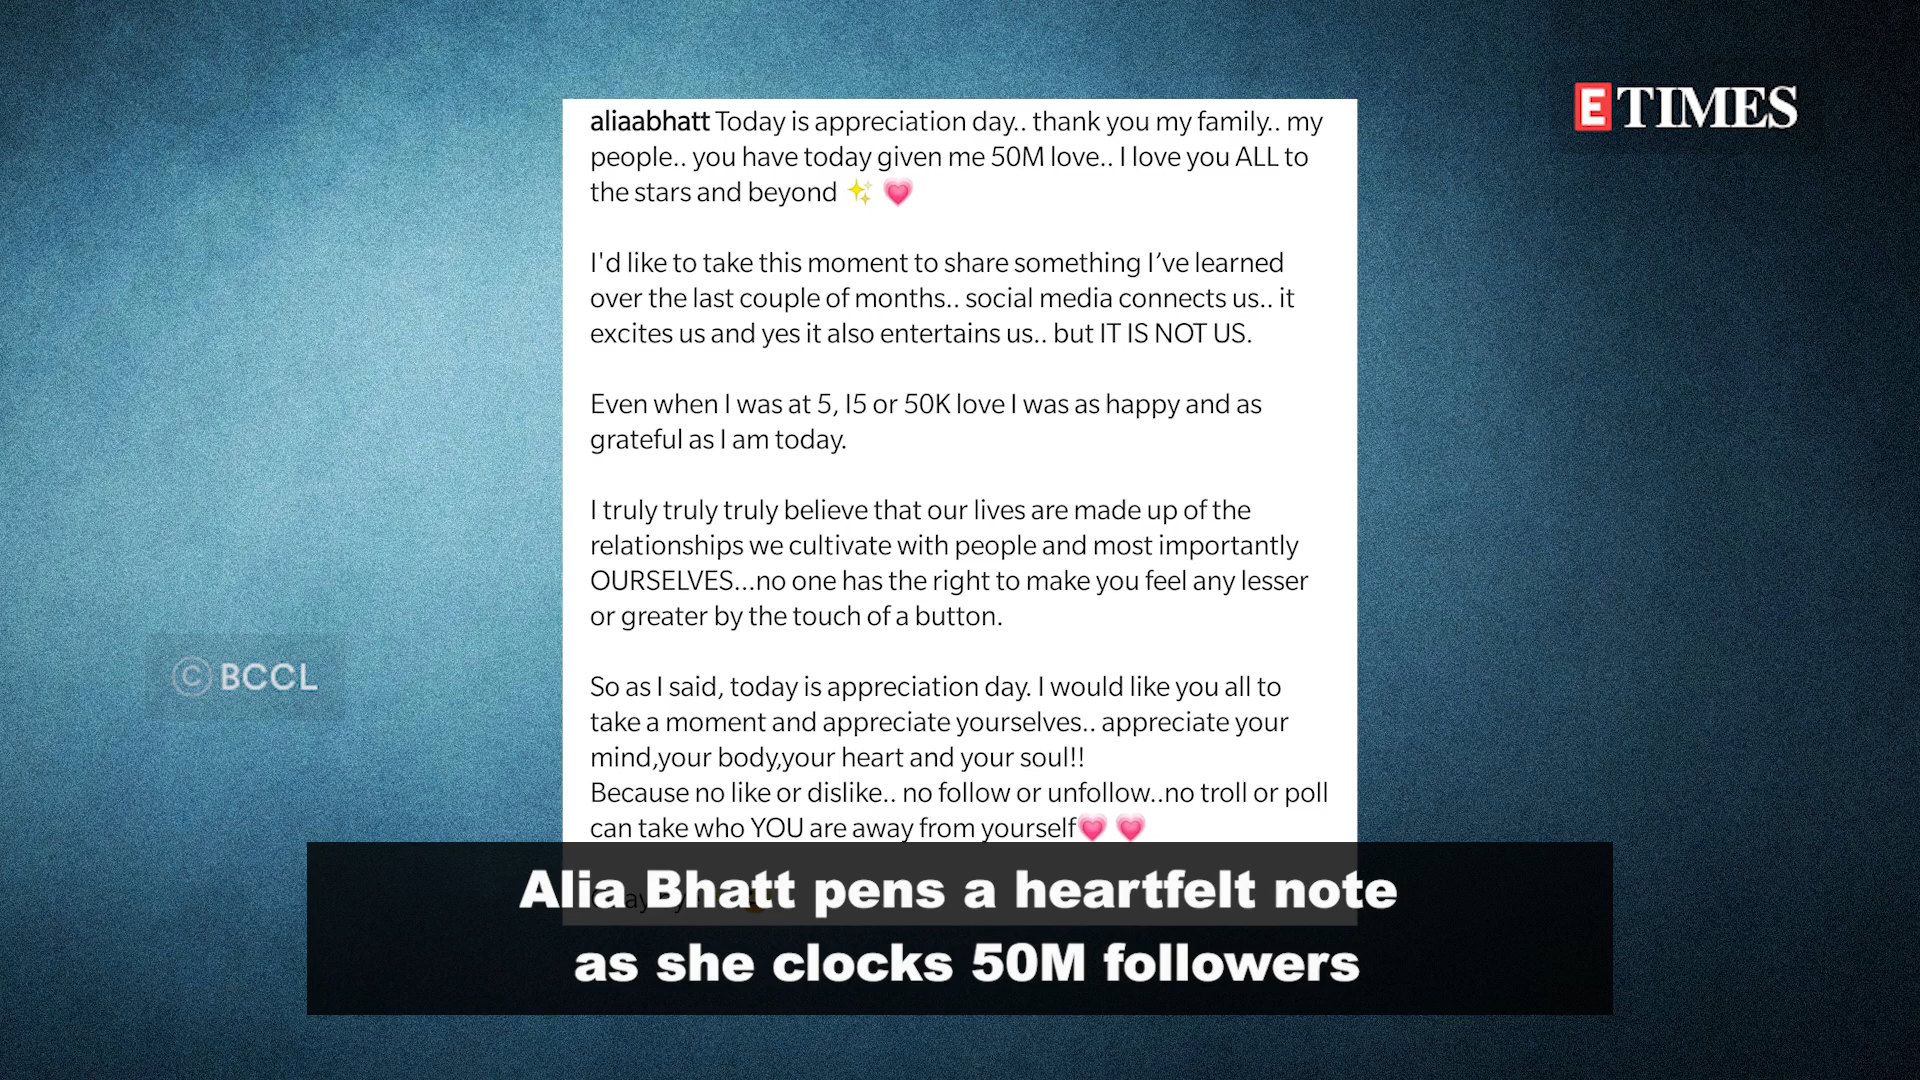 E TIMES
aliaabhatt Today is appreciation day.. thank you my family.. my
people.. you have today given me 50M love.. I love you ALL to
the stars and beyond ✨ 💗
I'd like to take this moment to share something I’ve learned
over the last couple of months.. social media connects us.. it
excites us and yes it also entertains us.. but IT IS NOT US.
Even when I was at 5, I5 or 50K love I was as happy and as
grateful as I am today.
I truly truly truly believe that our lives are made up of the
relationships we cultivate with people and most importantly
OURSELVES...no one has the right to make you feel any lesser
or greater by the touch of a button.
So as I said, today is appreciation day. I would like you all to
take a moment and appreciate yourselves.. appreciate your
mind,your body,your heart and your soul!!
Because no like or dislike.. no follow or unfollow..no troll or poll
can take who YOU are away from yourself💗 💗
© BCCL
Alia Bhatt pens a heartfelt note
as she clocks 50M followers